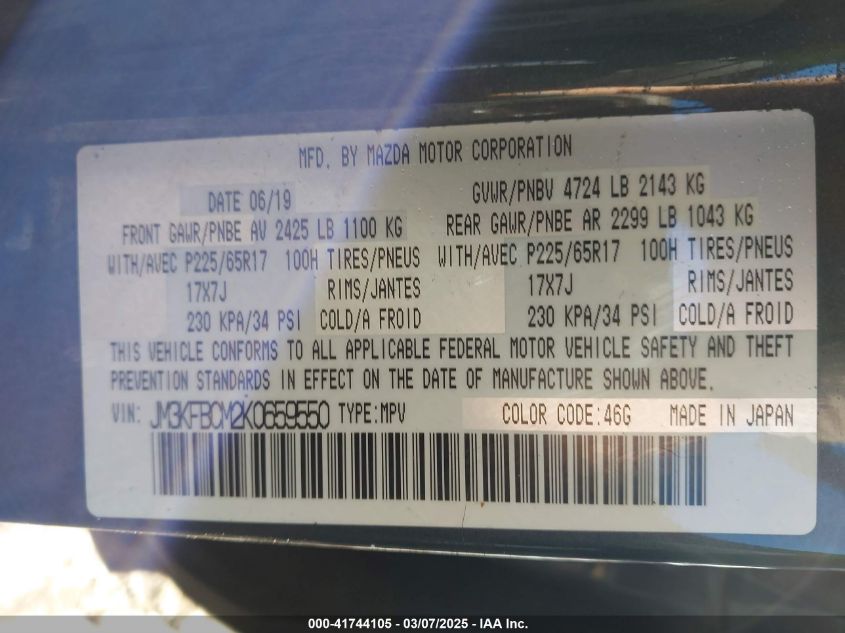 MFD. BY MAZDA MOTOR CORPORATION
DATE 06/19 GVWR/PNBV 4724 LB 2143 KG
FRONT GAWR/PNBE AV 2425 LB 1100 KG REAR GAWR/PNBE AR 2299 LB 1043 KG
WITH/AVEC P225/65R17 100H TIRES/PNEUS WITH/AVEC P225/65R17 100H TIRES/PNEUS
17X7J RIMS/JANTES 17X7J RIMS/JANTES
230 KPA/34 PSI COLD/A FROID 230 KPA/34 PSI COLD/A FROID
THIS VEHICLE CONFORMS TO ALL APPLICABLE FEDERAL MOTOR VEHICLE SAFETY AND THEFT
PREVENTION STANDARDS IN EFFECT ON THE DATE OF MANUFACTURE SHOWN ABOVE.
VIN: JM3KFBCM2K0659550 TYPE:MPV COLOR CODE:46G MADE IN JAPAN
000-41744105 - 03/07/2025 - IAA Inc.